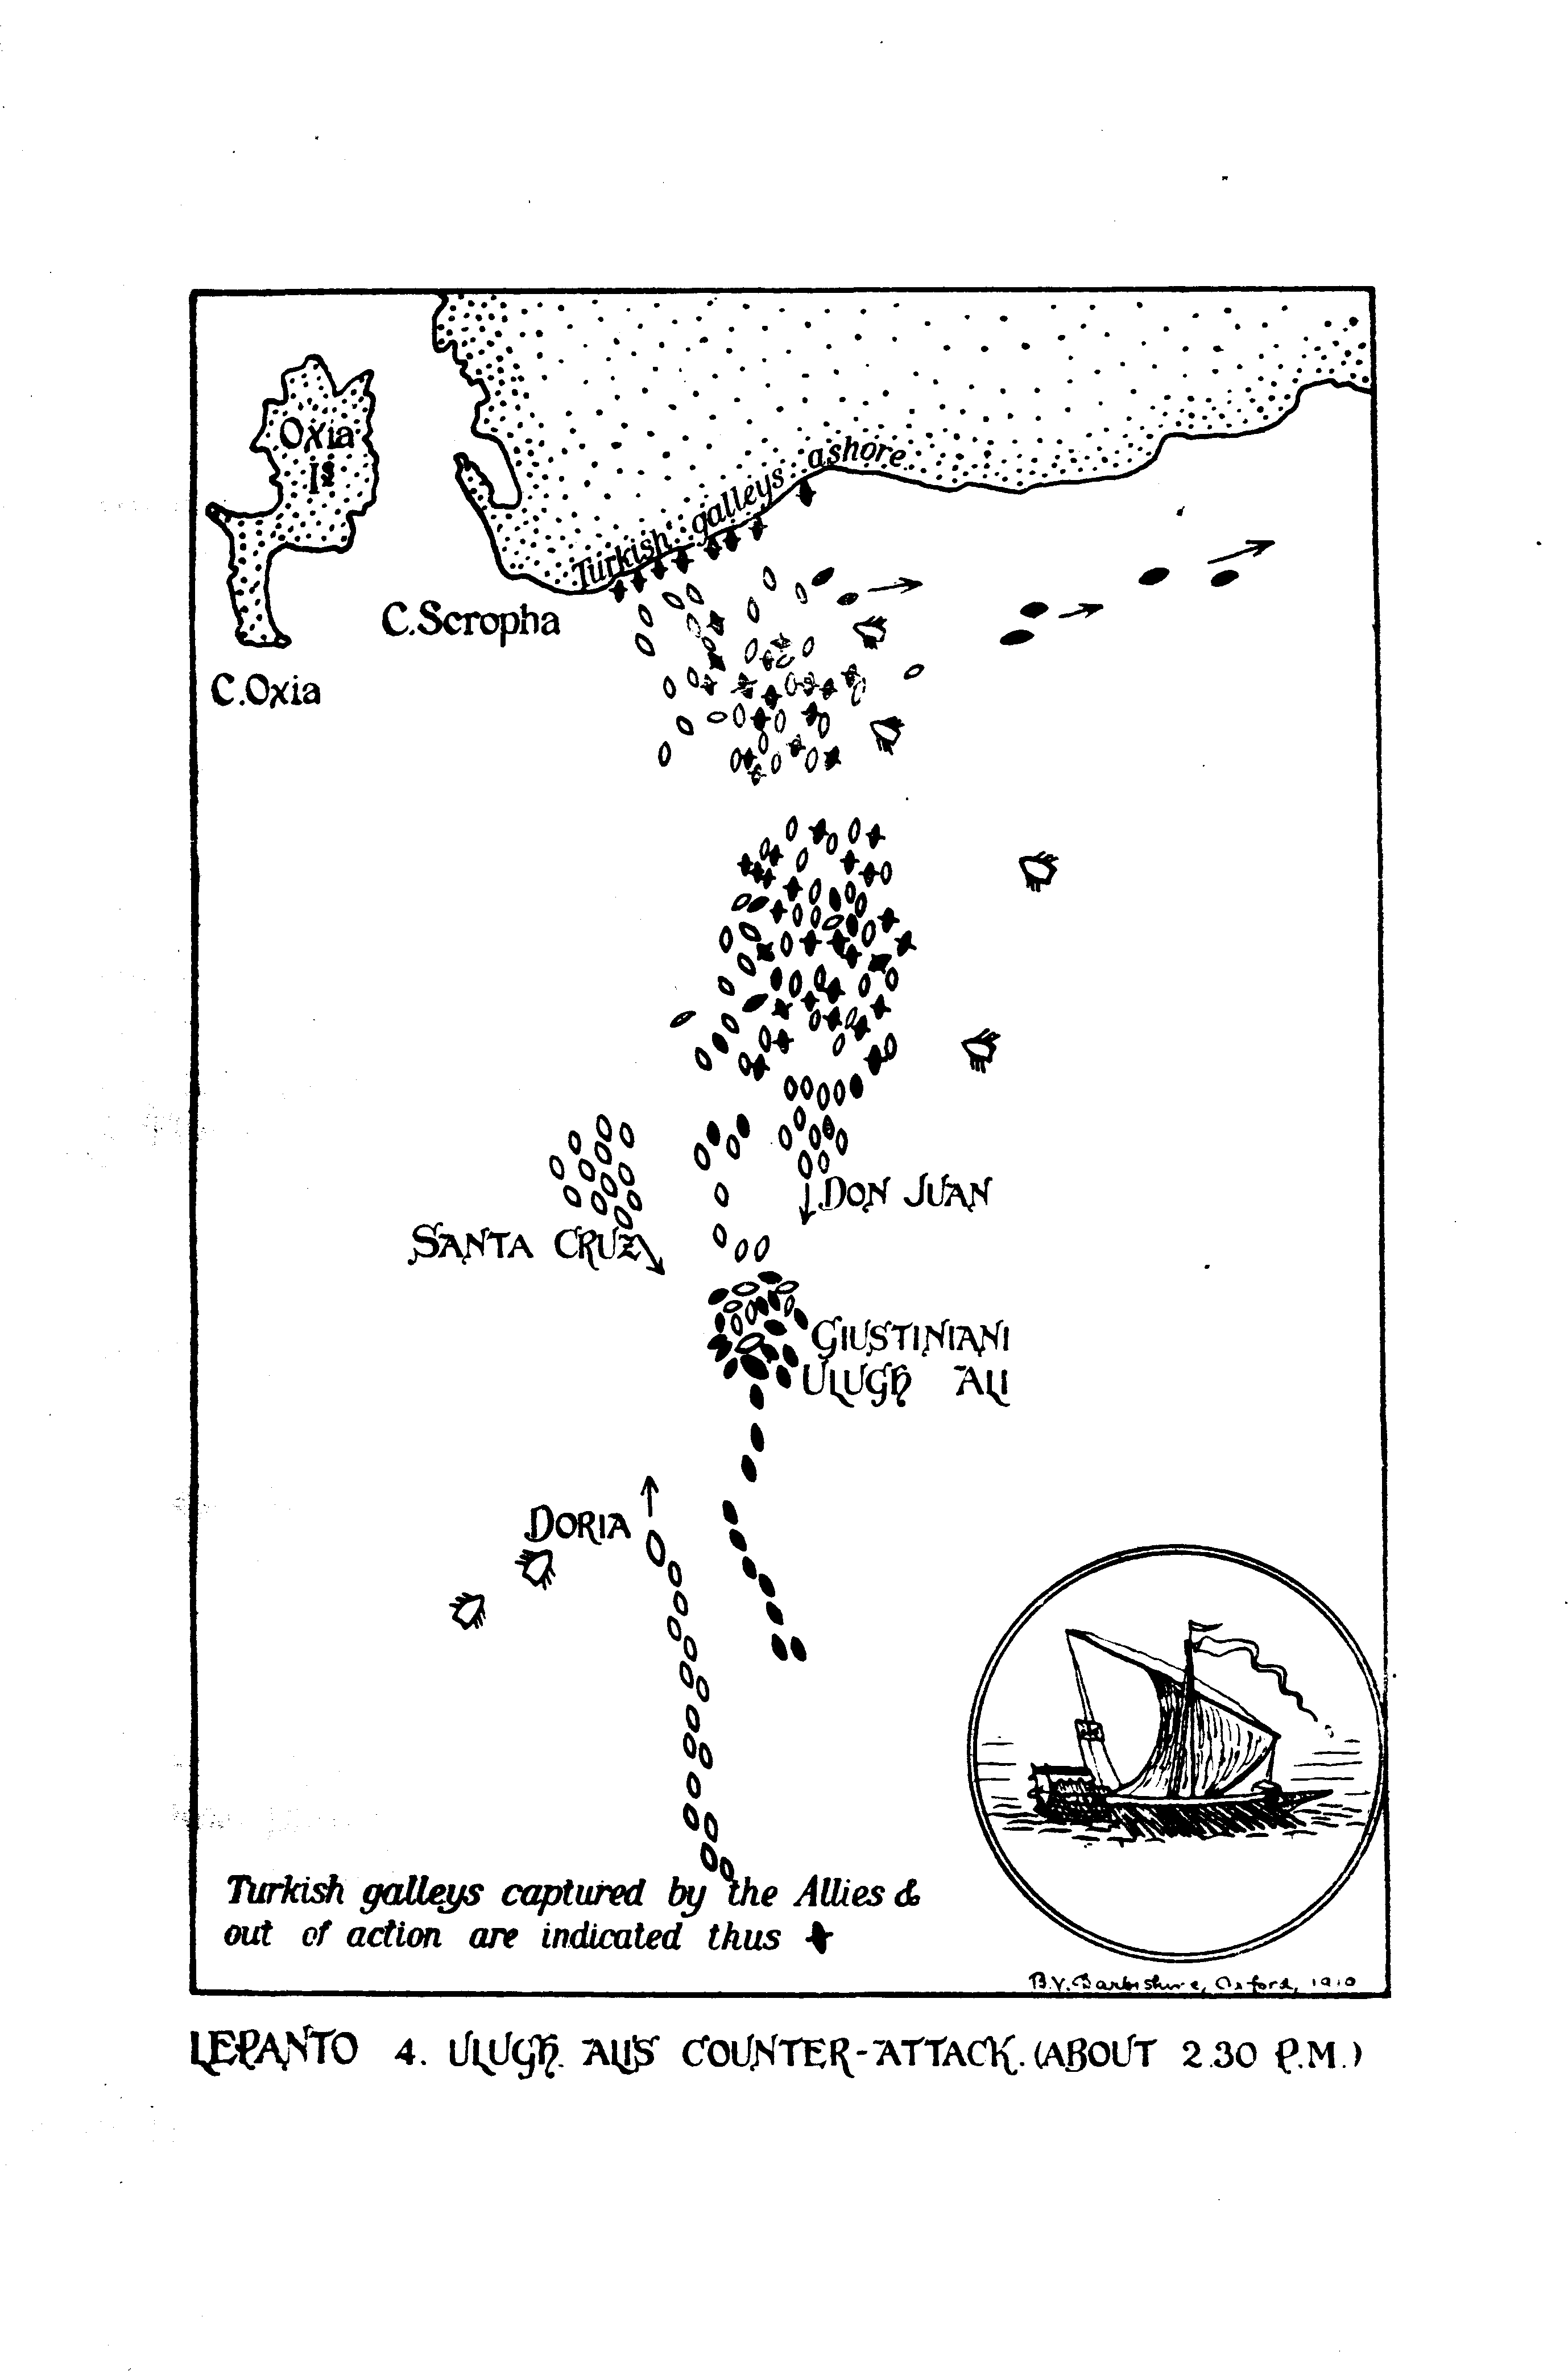 Oxia
Is
Turkish galleys ashore
C.Scropha
C.Oxia
DON JUAN
SANTA CRUZ
GIUSTINIANI
ULUGH ALI
DORIA
Turkish galleys captured by the Allies &
out of action are indicated thus
B.V. Darbishire, Oxford, 1910
LEPANTO 4. ULUGH ALI'S COUNTER-ATTACK. (ABOUT 2.30 P.M.)